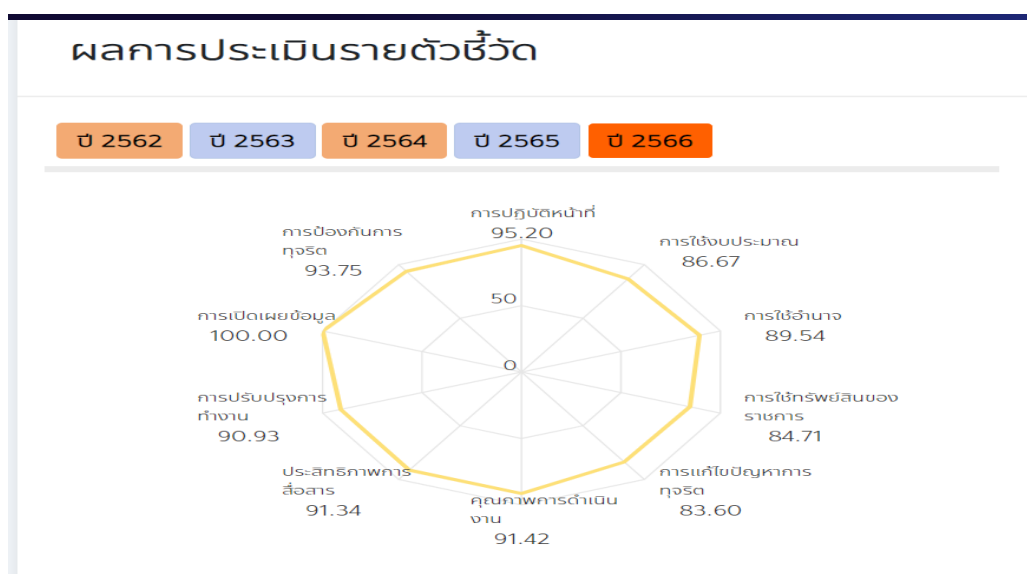 ผลการประเมินรายตัวชี้วัด
ปี 2562 ปี 2563 ปี 2564 ปี 2565 ปี 2566
การปฏิบัติหน้าที่
95.20
การใช้งบประมาณ
86.67
การใช้อำนาจ
89.54
การใช้ทรัพย์สินของ
ราชการ
84.71
การแก้ไขปัญหาการ
ทุจริต
83.60
คุณภาพการดำเนิน
งาน
91.42
ประสิทธิภาพการ
สื่อสาร
91.34
การปรับปรุงการ
ทำงาน
90.93
การเปิดเผยข้อมูล
100.00
การป้องกันการ
ทุจริต
93.75
50
0